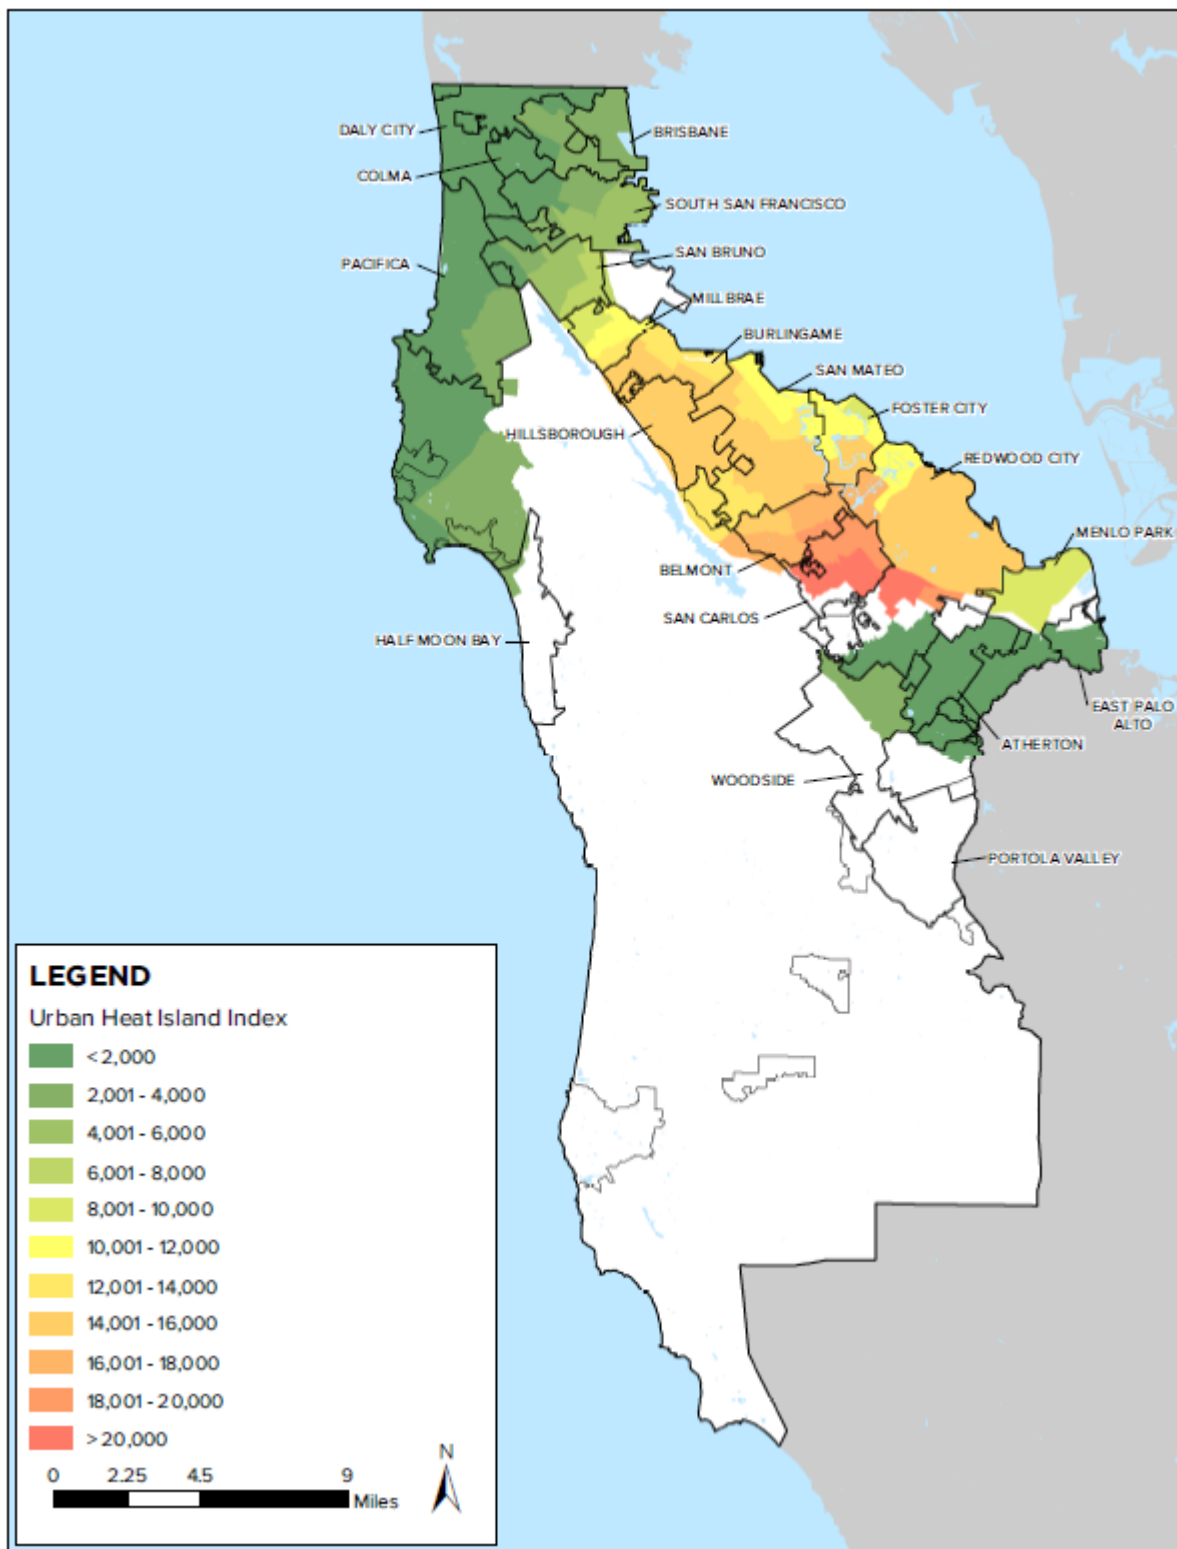 DALY CITY
BRISBANE
COLMA
SOUTH SAN FRANCISCO
SAN BRUNO
PACIFICA
MILLBRAE
BURLINGAME
SAN MATEO
FOSTER CITY
HILLSBOROUGH
REDWOOD CITY
MENLO PARK
BELMONT
SAN CARLOS
HALF MOON BAY
EAST PALO
ALTO
ATHERTON
WOODSIDE
PORTOLA VALLEY
LEGEND
Urban Heat Island Index
< 2,000
2,001 - 4,000
4,001 - 6,000
6,001 - 8,000
8,001 - 10,000
10,001 - 12,000
12,001 - 14,000
14,001 - 16,000
16,001 - 18,000
18,001 - 20,000
> 20,000
N
0 2.25 4.5 9
Miles